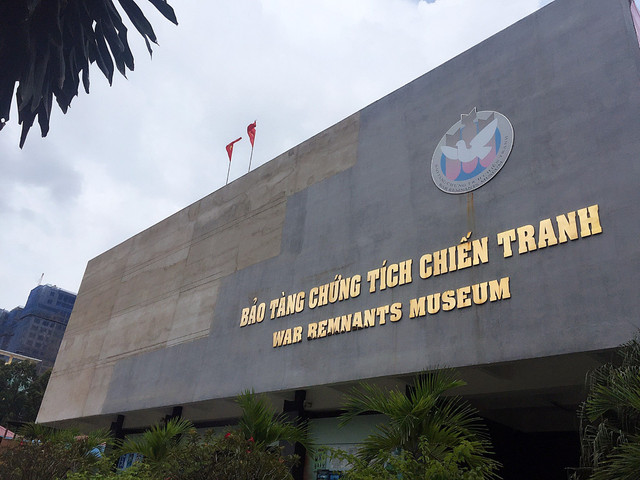 BẢO TÀNG CHỨNG TÍCH CHIẾN TRANH
WAR REMNANTS MUSEUM